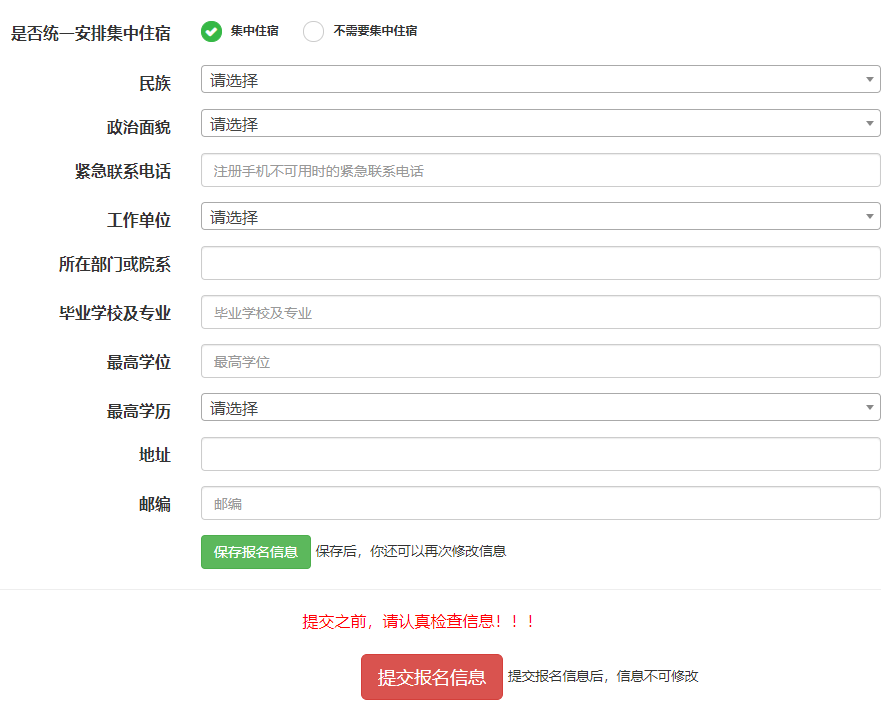 是否统一安排集中住宿 集中住宿 不需要集中住宿
民族 请选择
政治面貌 请选择
紧急联系电话 注册手机不可用时的紧急联系电话
工作单位 请选择
所在部门或院系
毕业学校及专业 毕业学校及专业
最高学位 最高学位
最高学历 请选择
地址
邮编 邮编
保存报名信息 保存后，你还可以再次修改信息
提交之前，请认真检查信息！！！
提交报名信息 提交报名信息后，信息不可修改